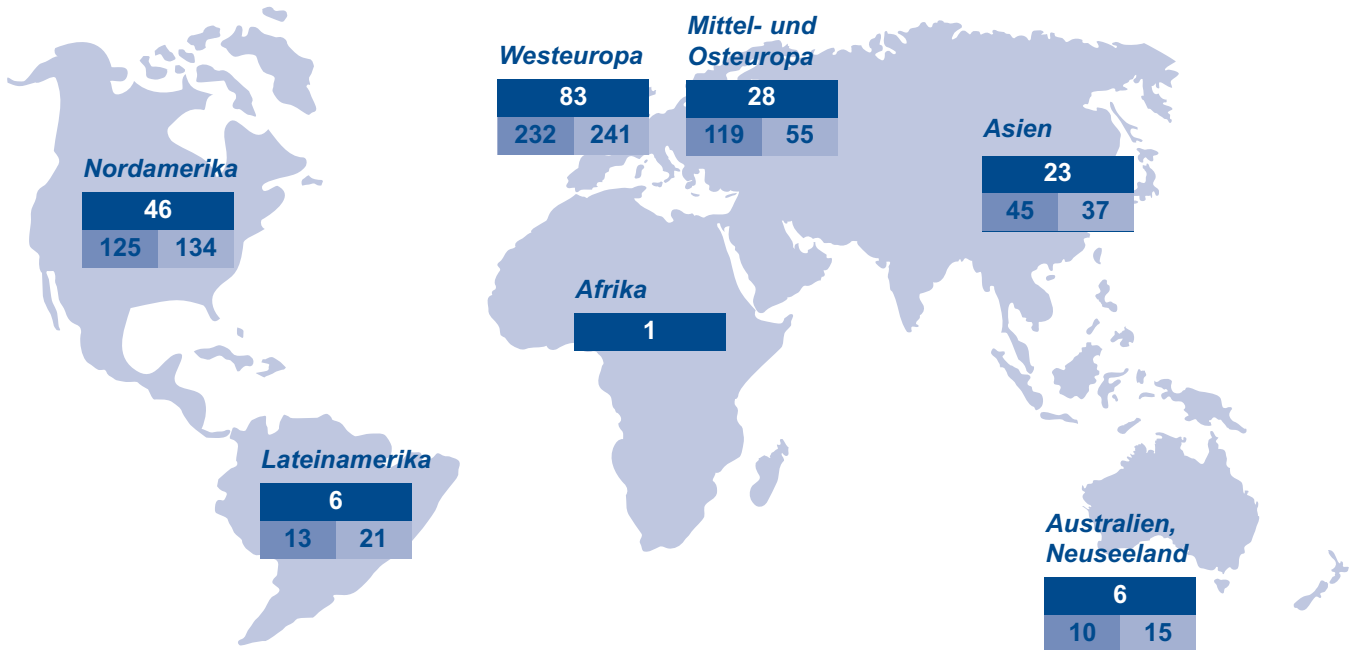 Westeuropa
83
232 241
Mittel- und
Osteuropa
28
119 55
Asien
23
45 37
Nordamerika
46
125 134
Afrika
1
Lateinamerika
6
13 21
Australien,
Neuseeland
6
10 15